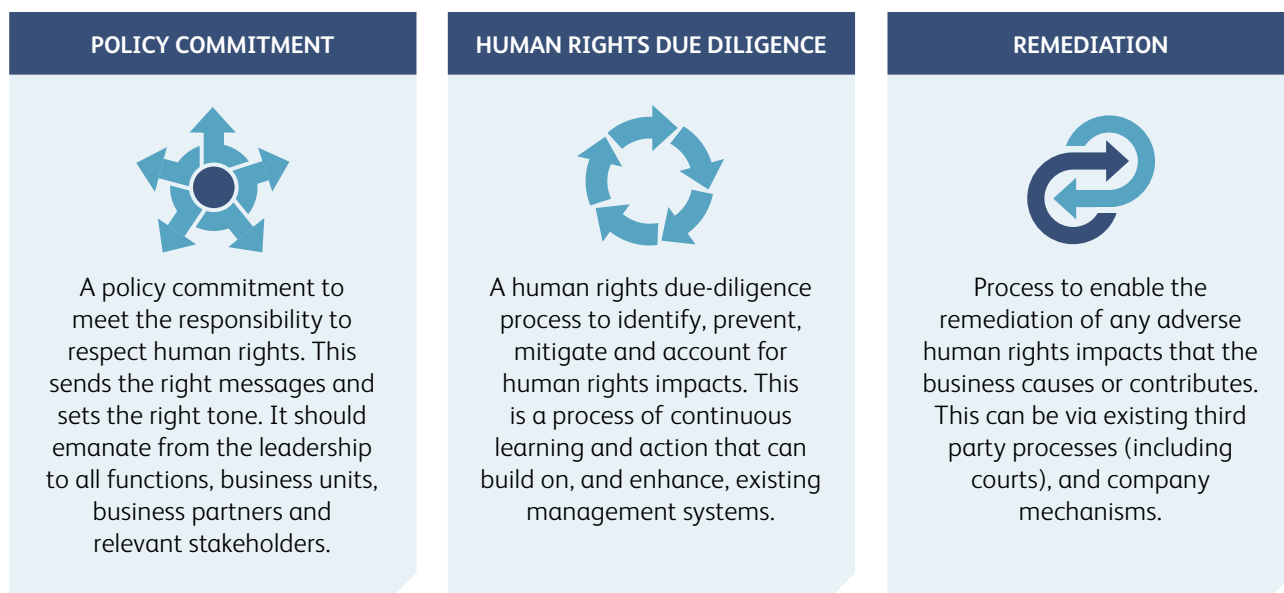 POLICY COMMITMENT
A policy commitment to
meet the responsibility to
respect human rights. This
sends the right messages and
sets the right tone. It should
emanate from the leadership
to all functions, business units,
business partners and
relevant stakeholders.
HUMAN RIGHTS DUE DILIGENCE
A human rights due-diligence
process to identify, prevent,
mitigate and account for
human rights impacts. This
is a process of continuous
learning and action that can
build on, and enhance, existing
management systems.
REMEDIATION
Process to enable the
remediation of any adverse
human rights impacts that the
business causes or contributes.
This can be via existing third
party processes (including
courts), and company
mechanisms.